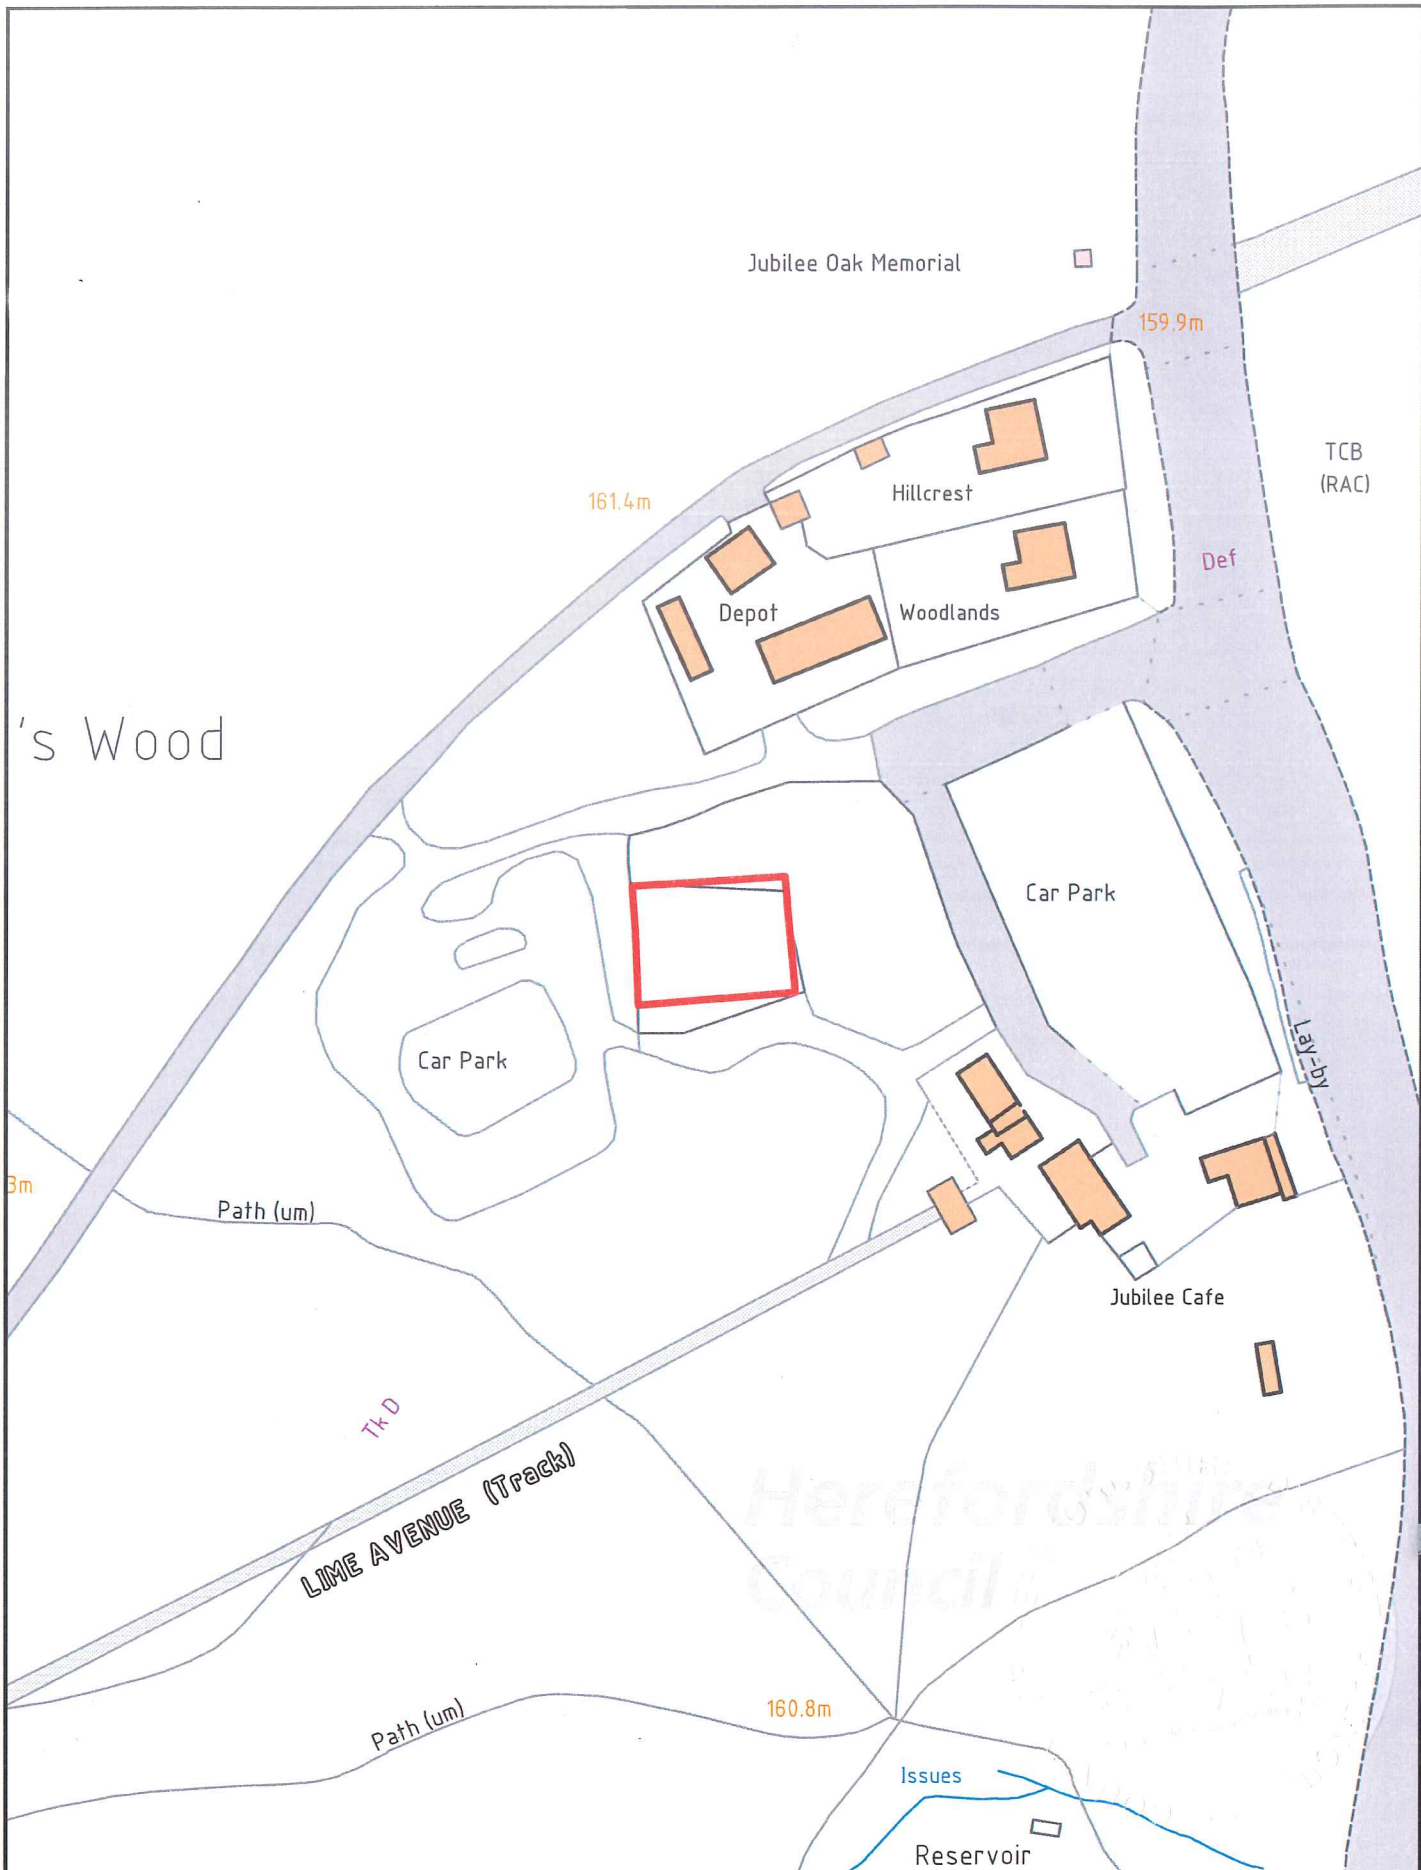 Jubilee Oak Memorial
159.9m
TCB
(RAC)
161.4m
Hillcrest
Def
Depot
Woodlands
's Wood
Car Park
Car Park
Lay-by
3m
Path (um)
Jubilee Cafe
Tk D
LIME AVENUE (Track)
Herefordshire
Council
160.8m
Path (um)
Issues
Reservoir